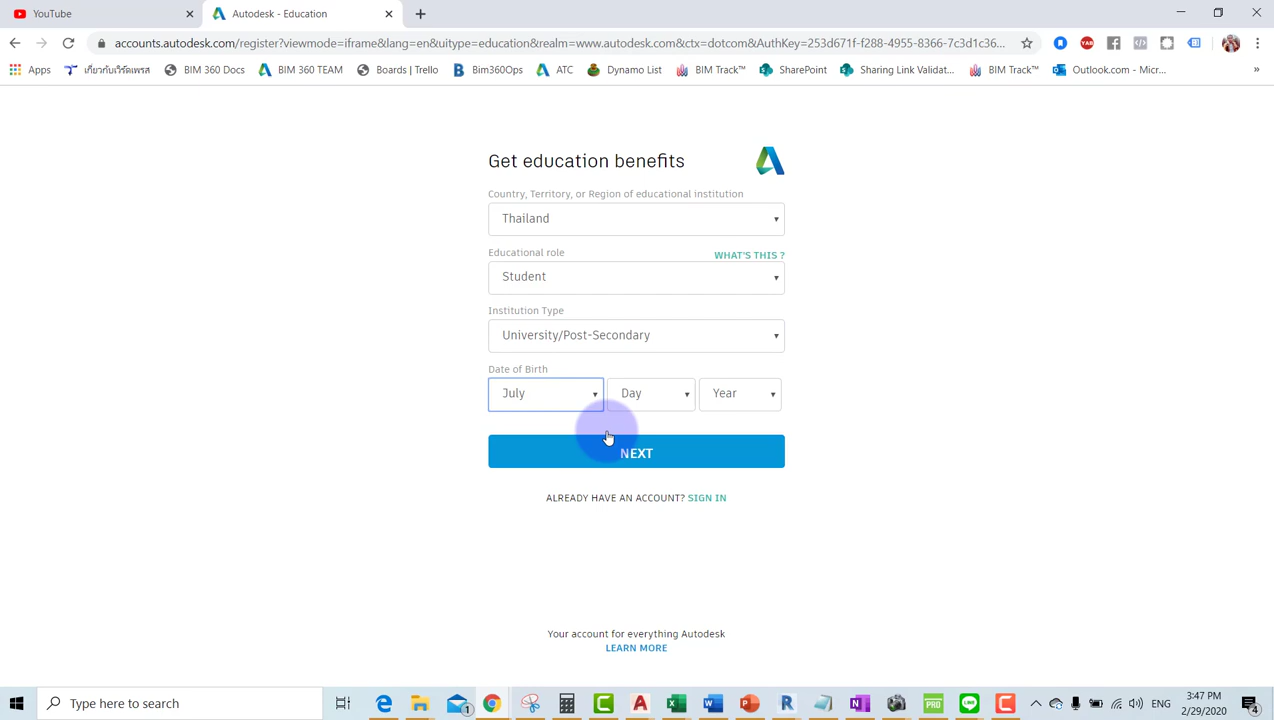 YouTube
Autodesk - Education
accounts.autodesk.com/register?viewmode=iframe&lang=en&uitype=education&realm=www.autodesk.com&ctx=dotcom&AuthKey=253d671f-f288-4955-8366-7c3d1c36...
Apps
เกี่ยวกับเวิร์ดเพรส
BIM 360 Docs
BIM 360 TEAM
Boards | Trello
Bim360Ops
ATC
Dynamo List
BIM Track™
SharePoint
Sharing Link Validat...
BIM Track™
Outlook.com - Micr...
»
Get education benefits
Country, Territory, or Region of educational institution
Thailand
Educational role
WHAT'S THIS ?
Student
Institution Type
University/Post-Secondary
Date of Birth
July
Day
Year
NEXT
ALREADY HAVE AN ACCOUNT? SIGN IN
Your account for everything Autodesk
LEARN MORE
Type here to search
ENG
3:47 PM
2/29/2020